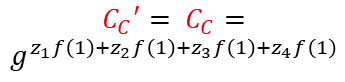 C_C′ = C_C =
g^{z_1 f(1)+z_2 f(1)+z_3 f(1)+z_4 f(1)}